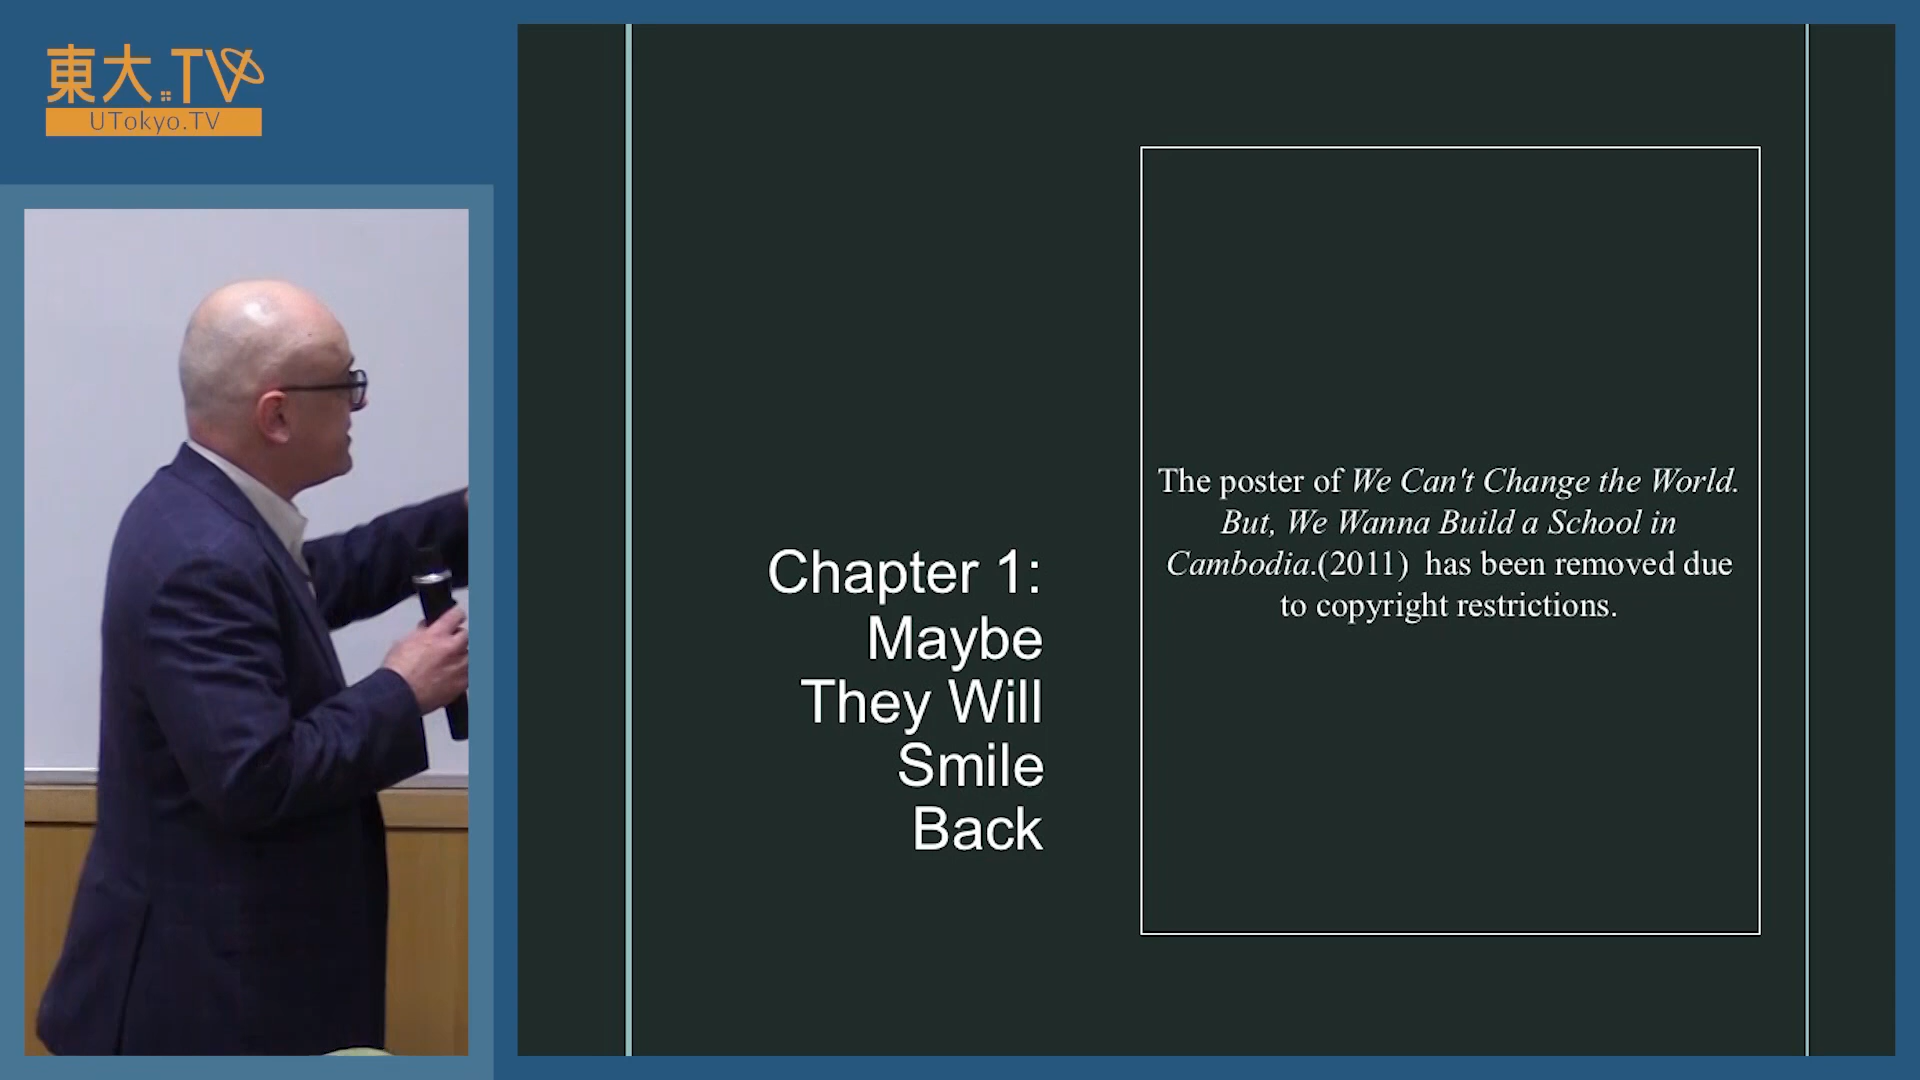 東大.TV
UTokyo.TV
Chapter 1:
Maybe
They Will
Smile
Back
The poster of We Can't Change the World.
But, We Wanna Build a School in
Cambodia.(2011)  has been removed due
to copyright restrictions.